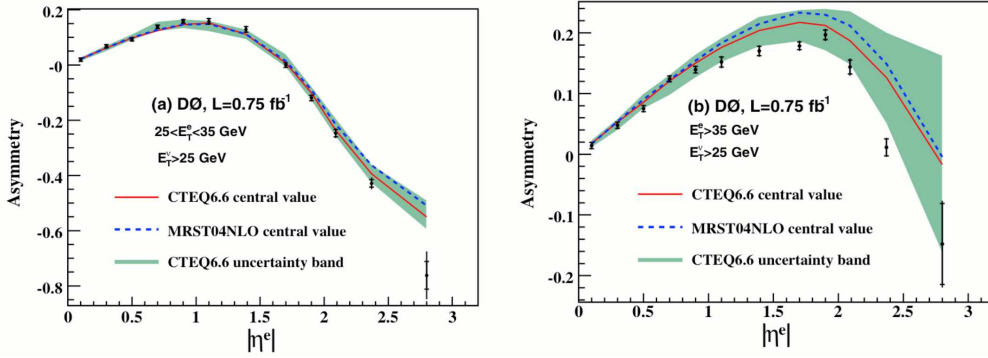 0.2
-0
-0.2
-0.4
-0.6
-0.8
Asymmetry
(a) DØ, L=0.75 fb⁻¹
25<E_T^e<35 GeV
E_T^ν>25 GeV
CTEQ6.6 central value
MRST04NLO central value
CTEQ6.6 uncertainty band
0 0.5 1 1.5 2 2.5 3
|η^e|
0.2
0.1
0
-0.1
-0.2
Asymmetry
(b) DØ, L=0.75 fb⁻¹
E_T^e>35 GeV
E_T^ν>25 GeV
CTEQ6.6 central value
MRST04NLO central value
CTEQ6.6 uncertainty band
0 0.5 1 1.5 2 2.5 3
|η^e|